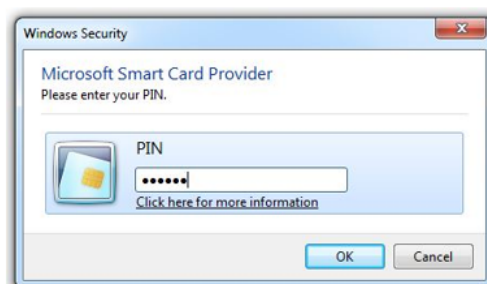 Windows Security
Microsoft Smart Card Provider
Please enter your PIN.
PIN
••••••
Click here for more information
OK Cancel